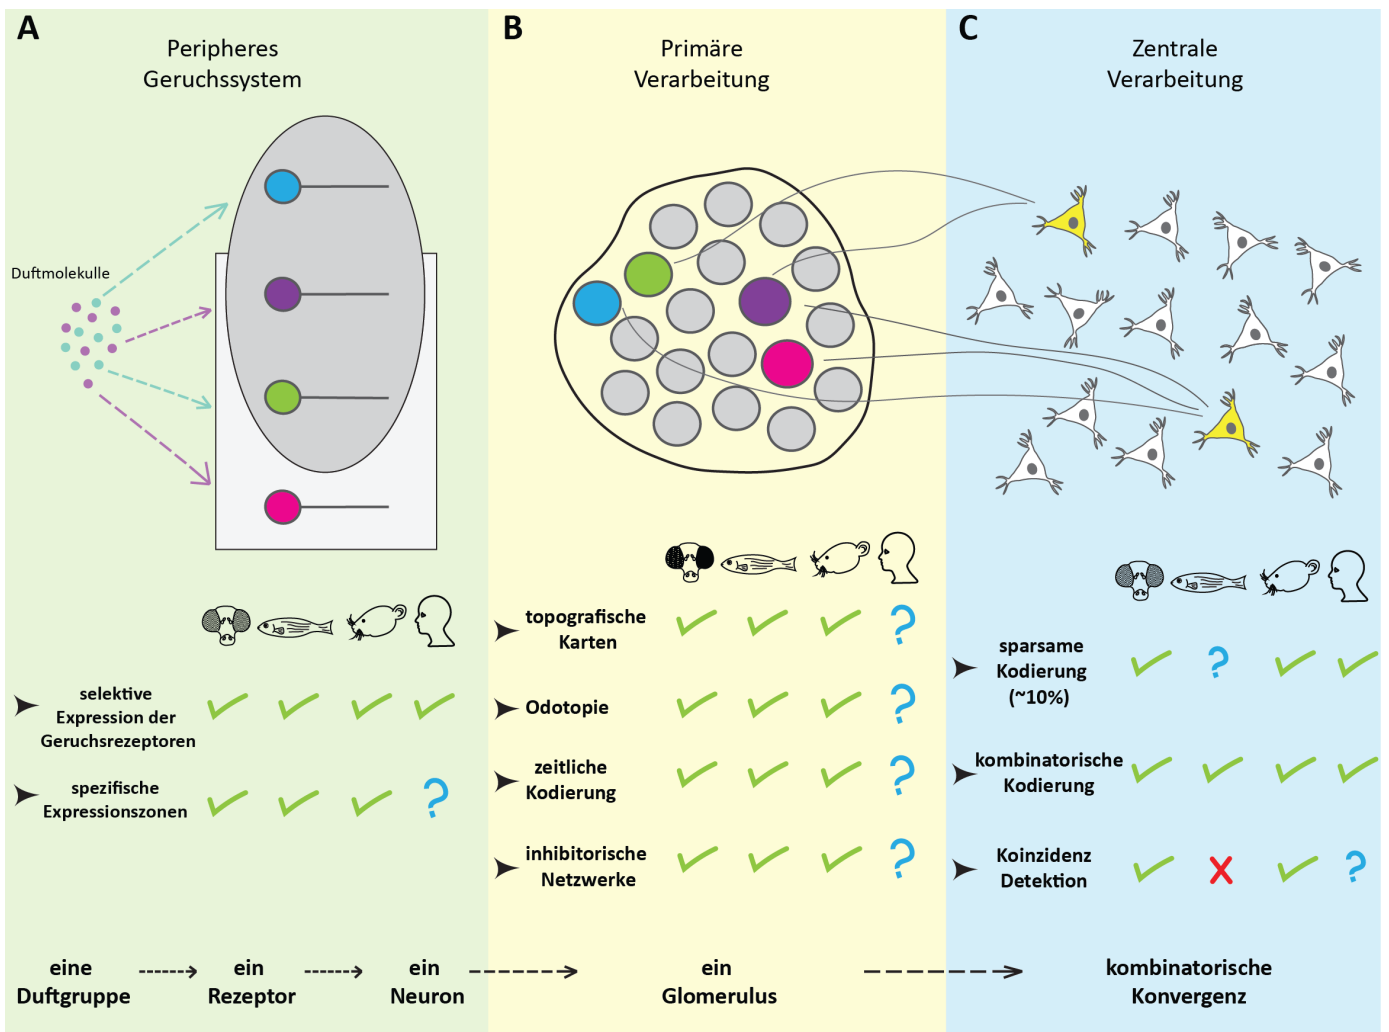 A
Peripheres
Geruchssystem
Duftmolekulle
selektive
Expression der
Geruchsrezeptoren
spezifische
Expressionszonen
?
B
Primäre
Verarbeitung
topografische
Karten
?
Odotopie
?
zeitliche
Kodierung
?
inhibitorische
Netzwerke
?
C
Zentrale
Verarbeitung
sparsame
Kodierung
(~10%)
?
kombinatorische
Kodierung
Koinzidenz
Detektion
?
eine
Duftgruppe
ein
Rezeptor
ein
Neuron
ein
Glomerulus
kombinatorische
Konvergenz